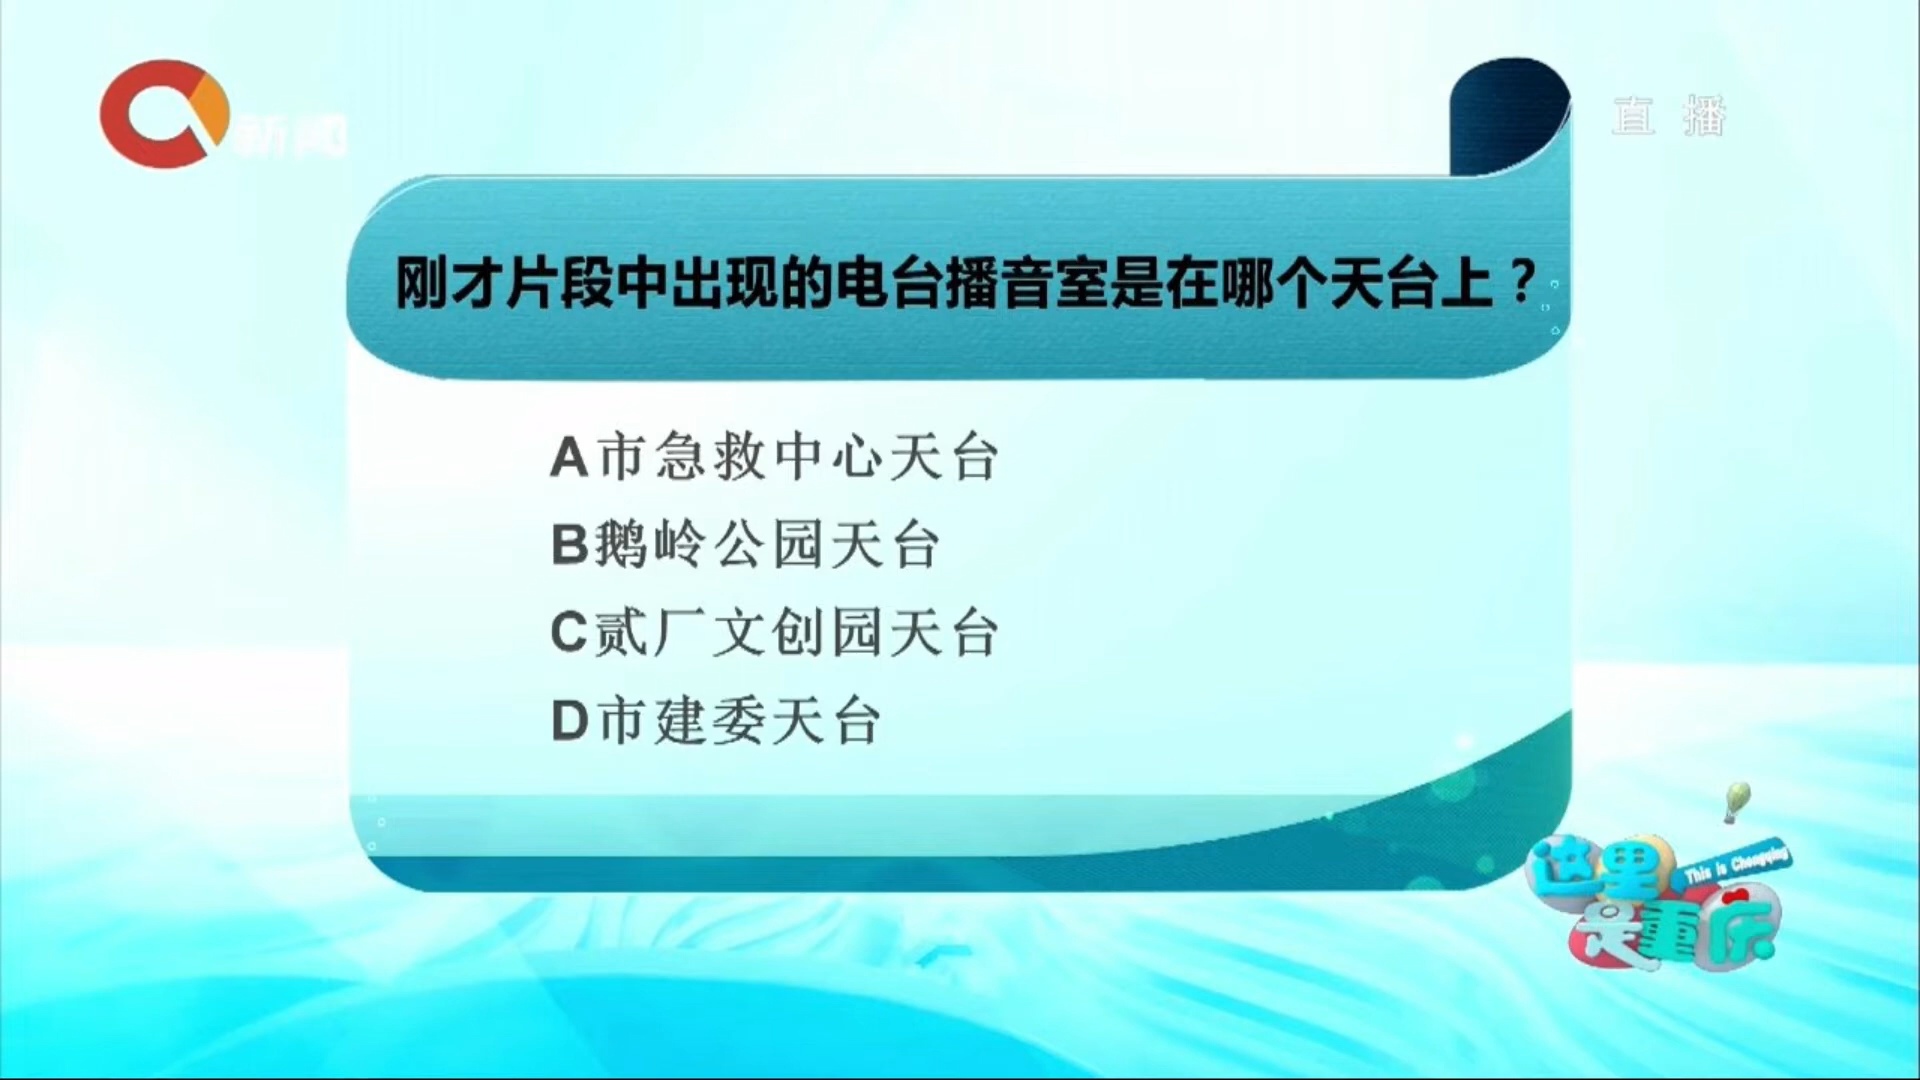 新闻
直播
刚才片段中出现的电台播音室是在哪个天台上？
A市急救中心天台
B鹅岭公园天台
C贰厂文创园天台
D市建委天台
这里
This is Chongqing
是重庆